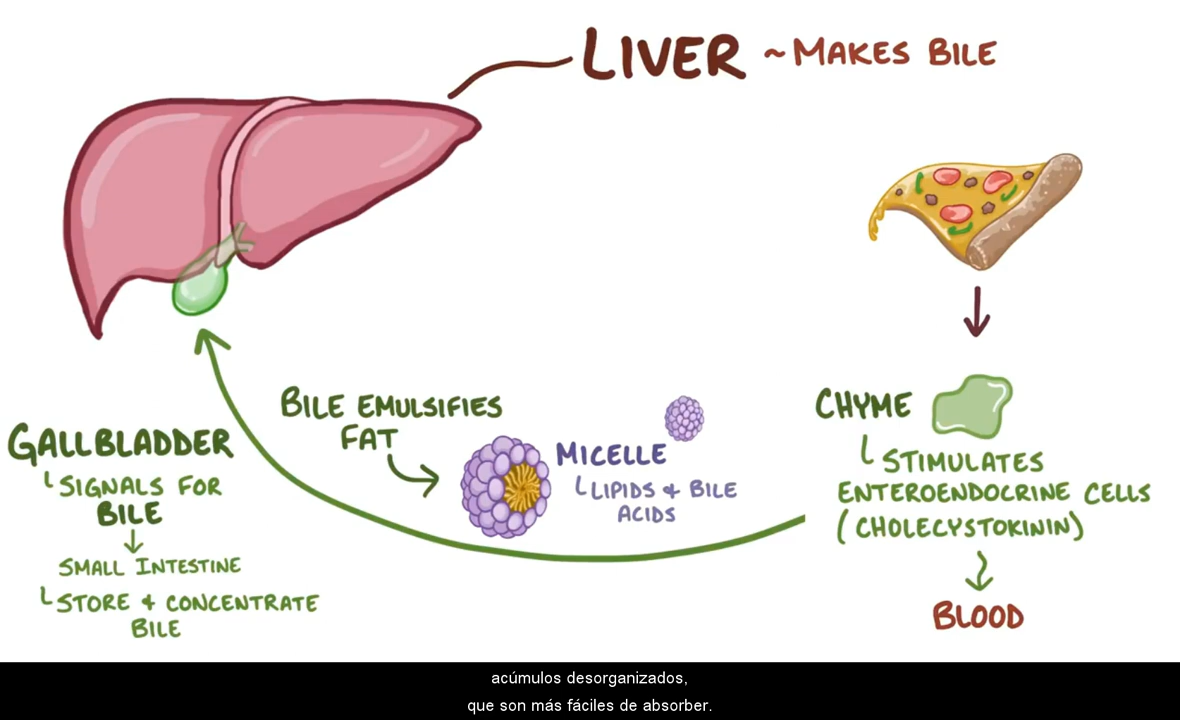 LIVER ~ MAKES BILE
GALLBLADDER
SIGNALS FOR
BILE
SMALL INTESTINE
STORE & CONCENTRATE
BILE
BILE EMULSIFIES
FAT
MICELLE
LIPIDS & BILE
ACIDS
CHYME
STIMULATES
ENTEROENDOCRINE CELLS
(CHOLECYSTOKININ)
BLOOD
acúmulos desorganizados,
que son más fáciles de absorber.